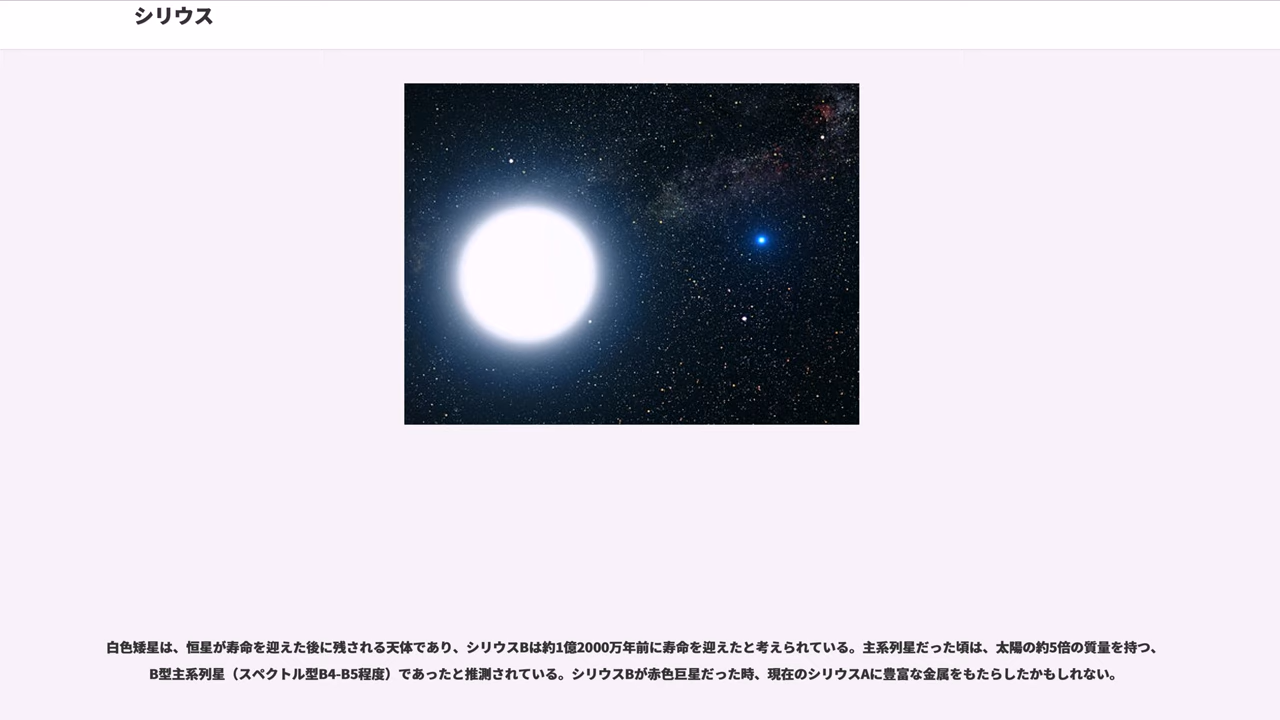 シリウス
白色矮星は、恒星が寿命を迎えた後に残される天体であり、シリウスBは約1億2000万年前に寿命を迎えたと考えられている。主系列星だった頃は、太陽の約5倍の質量を持つ、
B型主系列星（スペクトル型B4-B5程度）であったと推測されている。シリウスBが赤色巨星だった時、現在のシリウスAに豊富な金属をもたらしたかもしれない。